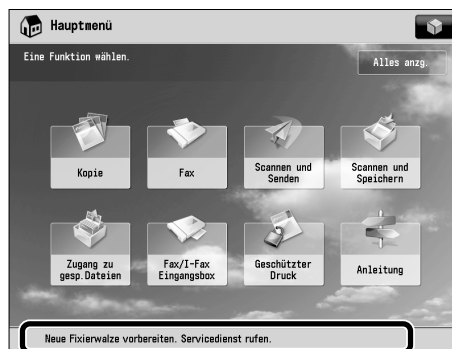 Hauptmenü
Eine Funktion wählen.
Alles anzg.
Kopie
Fax
Scannen und
Senden
Scannen und
Speichern
Zugang zu
gesp.Dateien
Fax/I-Fax
Eingangsbox
Geschützter
Druck
Anleitung
Neue Fixierwalze vorbereiten. Servicedienst rufen.